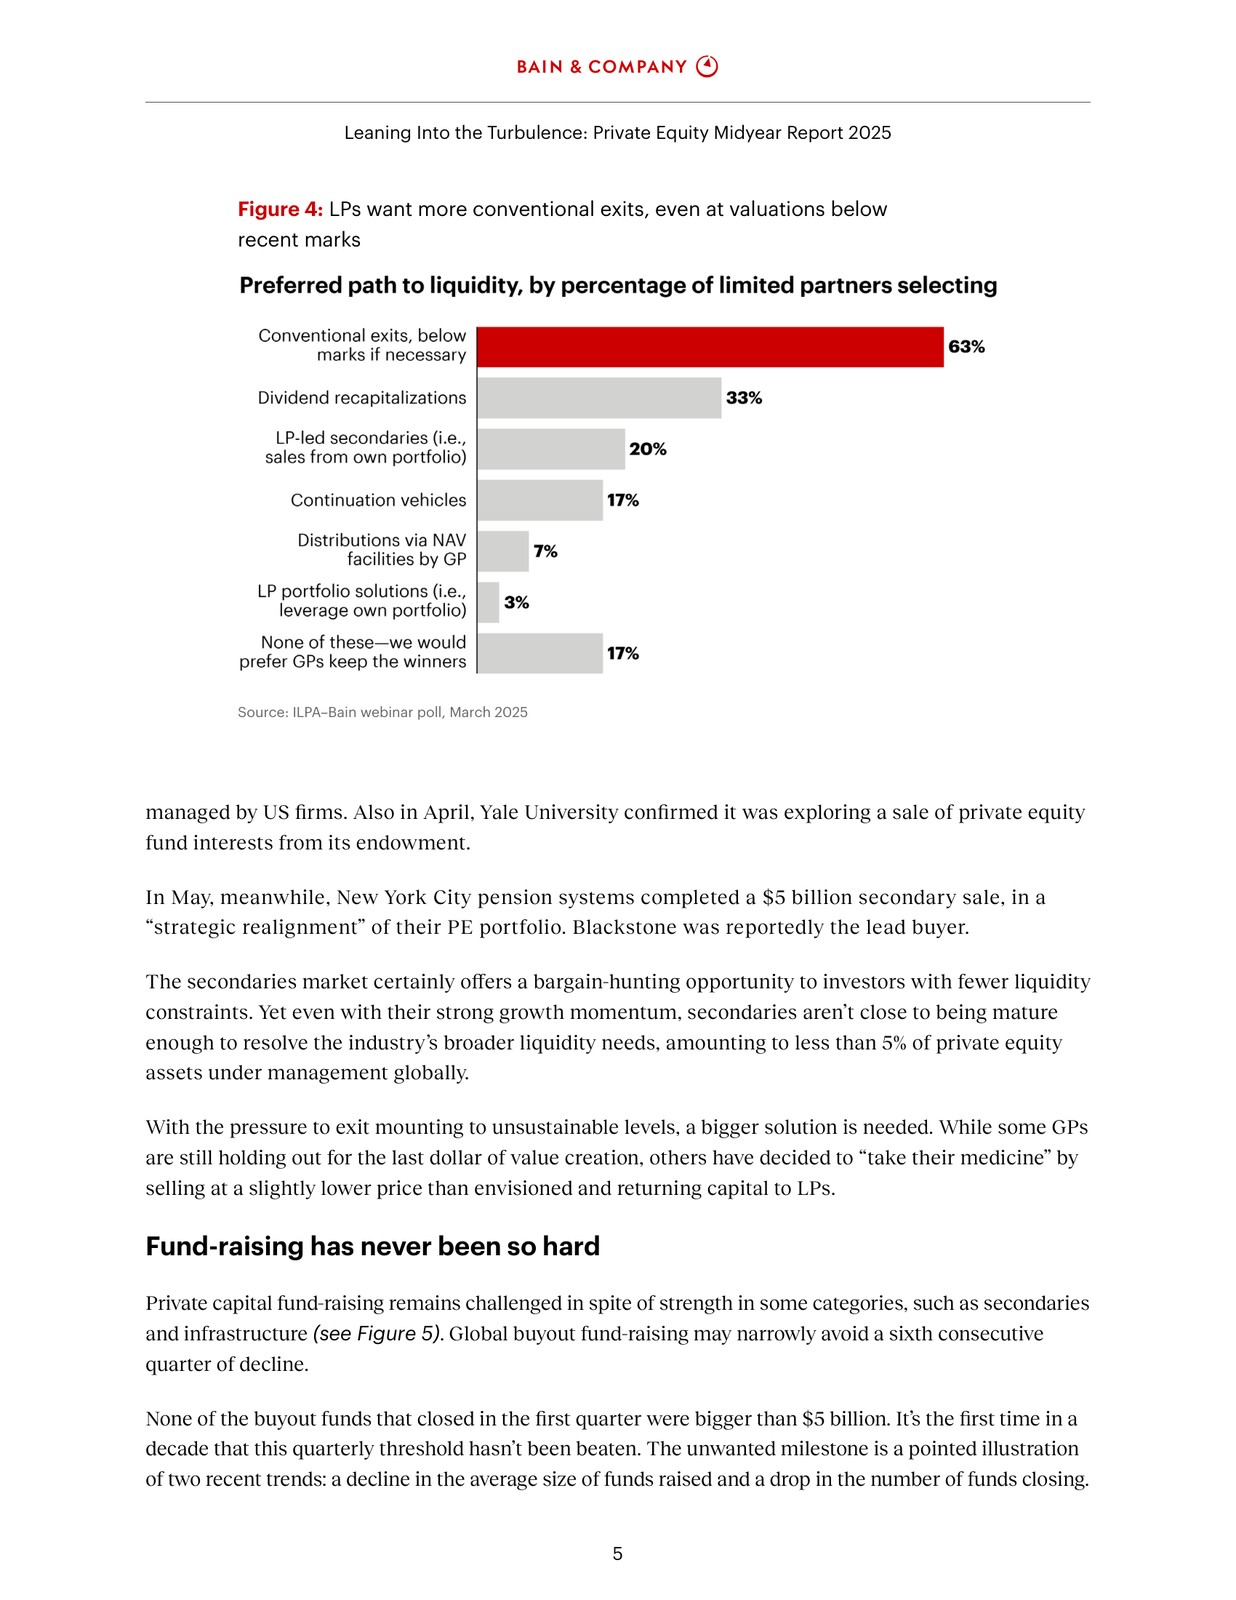 BAIN & COMPANY
Leaning Into the Turbulence: Private Equity Midyear Report 2025
Figure 4: LPs want more conventional exits, even at valuations below
recent marks
Preferred path to liquidity, by percentage of limited partners selecting
Conventional exits, below
marks if necessary
63%
Dividend recapitalizations
33%
LP-led secondaries (i.e.,
sales from own portfolio)
20%
Continuation vehicles
17%
Distributions via NAV
facilities by GP
7%
LP portfolio solutions (i.e.,
leverage own portfolio)
3%
None of these—we would
prefer GPs keep the winners
17%
Source: ILPA–Bain webinar poll, March 2025
managed by US firms. Also in April, Yale University confirmed it was exploring a sale of private equity
fund interests from its endowment.
In May, meanwhile, New York City pension systems completed a $5 billion secondary sale, in a
“strategic realignment” of their PE portfolio. Blackstone was reportedly the lead buyer.
The secondaries market certainly offers a bargain-hunting opportunity to investors with fewer liquidity
constraints. Yet even with their strong growth momentum, secondaries aren’t close to being mature
enough to resolve the industry’s broader liquidity needs, amounting to less than 5% of private equity
assets under management globally.
With the pressure to exit mounting to unsustainable levels, a bigger solution is needed. While some GPs
are still holding out for the last dollar of value creation, others have decided to “take their medicine” by
selling at a slightly lower price than envisioned and returning capital to LPs.
Fund-raising has never been so hard
Private capital fund-raising remains challenged in spite of strength in some categories, such as secondaries
and infrastructure (see Figure 5). Global buyout fund-raising may narrowly avoid a sixth consecutive
quarter of decline.
None of the buyout funds that closed in the first quarter were bigger than $5 billion. It’s the first time in a
decade that this quarterly threshold hasn’t been beaten. The unwanted milestone is a pointed illustration
of two recent trends: a decline in the average size of funds raised and a drop in the number of funds closing.
5